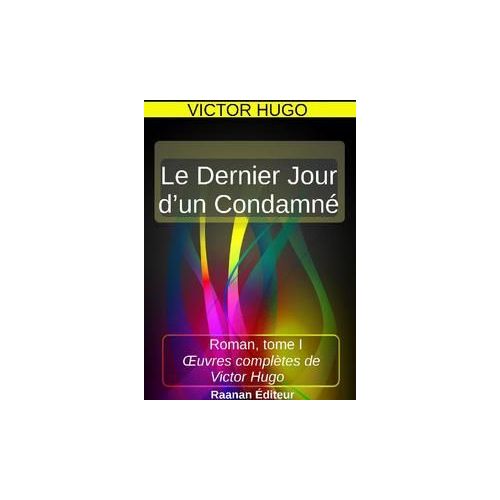 VICTOR HUGO
Le Dernier Jour
d’un Condamné
Roman, tome I
Œuvres complètes de
Victor Hugo
Raanan Éditeur